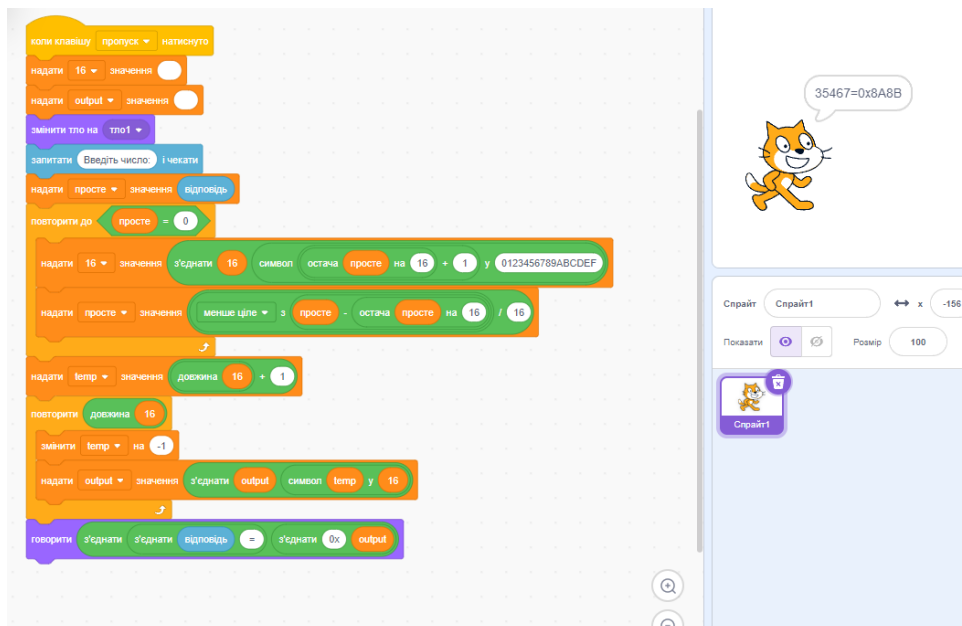 коли клавішу пропуск натиснуто
надати 16 значення
надати output значення
змінити тло на тло1
запитати Введіть число: і чекати
надати просте значення відповідь
повторити до просте = 0
надати 16 значення з'єднати 16 символ остача просте на 16 + 1 у 0123456789ABCDEF
надати просте значення менше ціле з просте - остача просте на 16 / 16
надати temp значення довжина 16 + 1
повторити довжина 16
змінити temp на -1
надати output значення з'єднати output символ temp у 16
говорити з'єднати з'єднати відповідь = з'єднати 0x output
35467=0x8A8B
Спрайт Спрайт1 x -156
Показати Розмір 100
Спрайт1